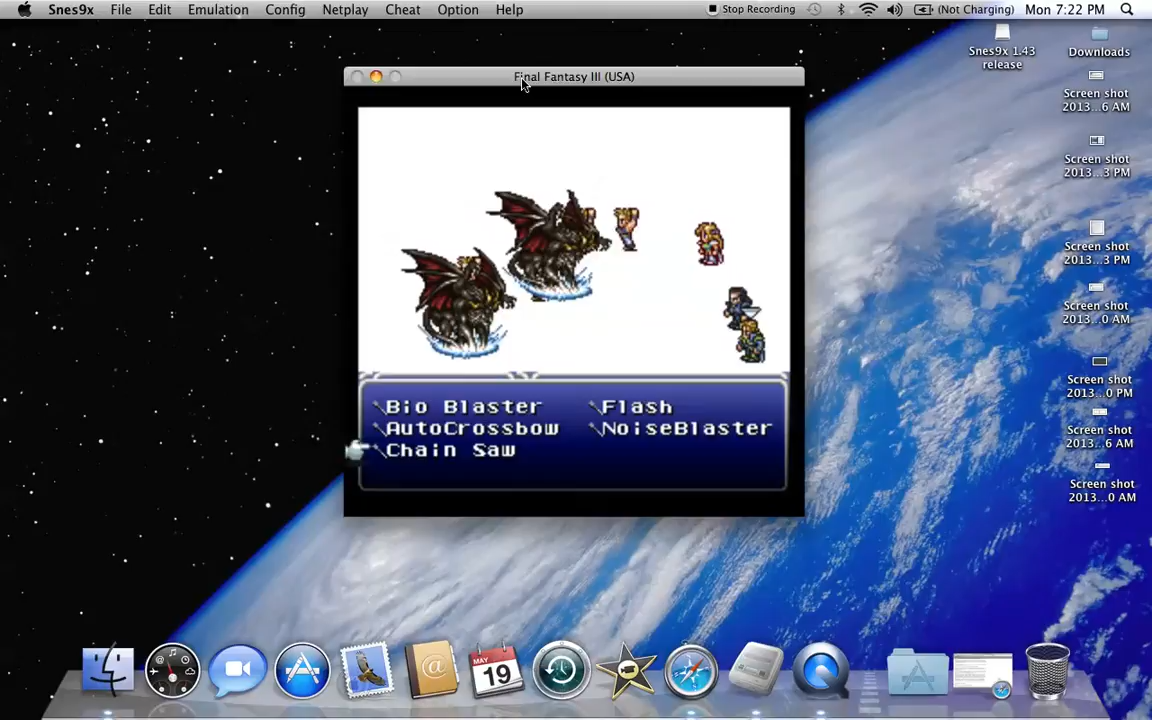 Snes9x File Edit Emulation Config Netplay Cheat Option Help Stop Recording (Not Charging) Mon 7:22 PM
Snes9x 1.43
release
Downloads
Final Fantasy III (USA)
Screen shot
2013...6 AM
Screen shot
2013...3 PM
Screen shot
2013...3 PM
Screen shot
2013...0 AM
Screen shot
2013...0 PM
Screen shot
2013...6 AM
Screen shot
2013...0 AM
Bio Blaster Flash
AutoCrossbow NoiseBlaster
Chain Saw
MAY
19